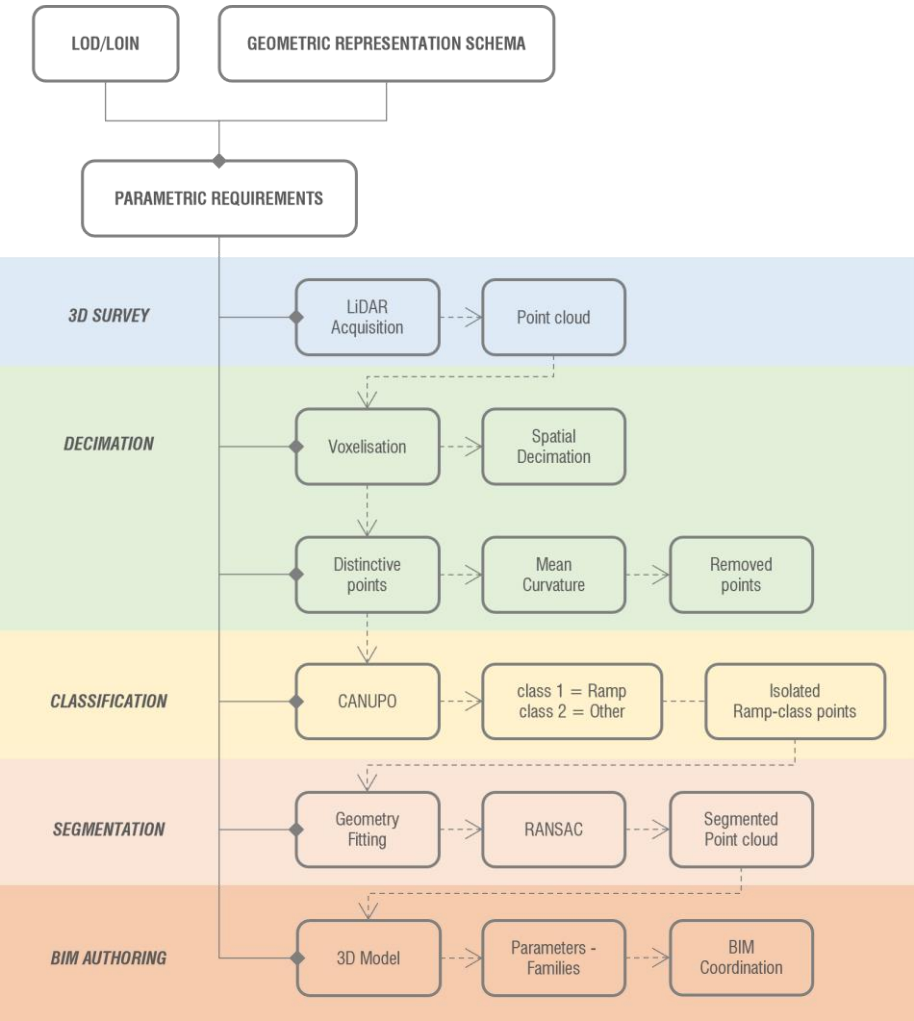 LOD/LOIN
GEOMETRIC REPRESENTATION SCHEMA
PARAMETRIC REQUIREMENTS
3D SURVEY
LiDAR
Acquisition
Point cloud
DECIMATION
Voxelisation
Spatial
Decimation
Distinctive
points
Mean
Curvature
Removed
points
CLASSIFICATION
CANUPO
class 1 = Ramp
class 2 = Other
Isolated
Ramp-class points
SEGMENTATION
Geometry
Fitting
RANSAC
Segmented
Point cloud
BIM AUTHORING
3D Model
Parameters -
Families
BIM
Coordination